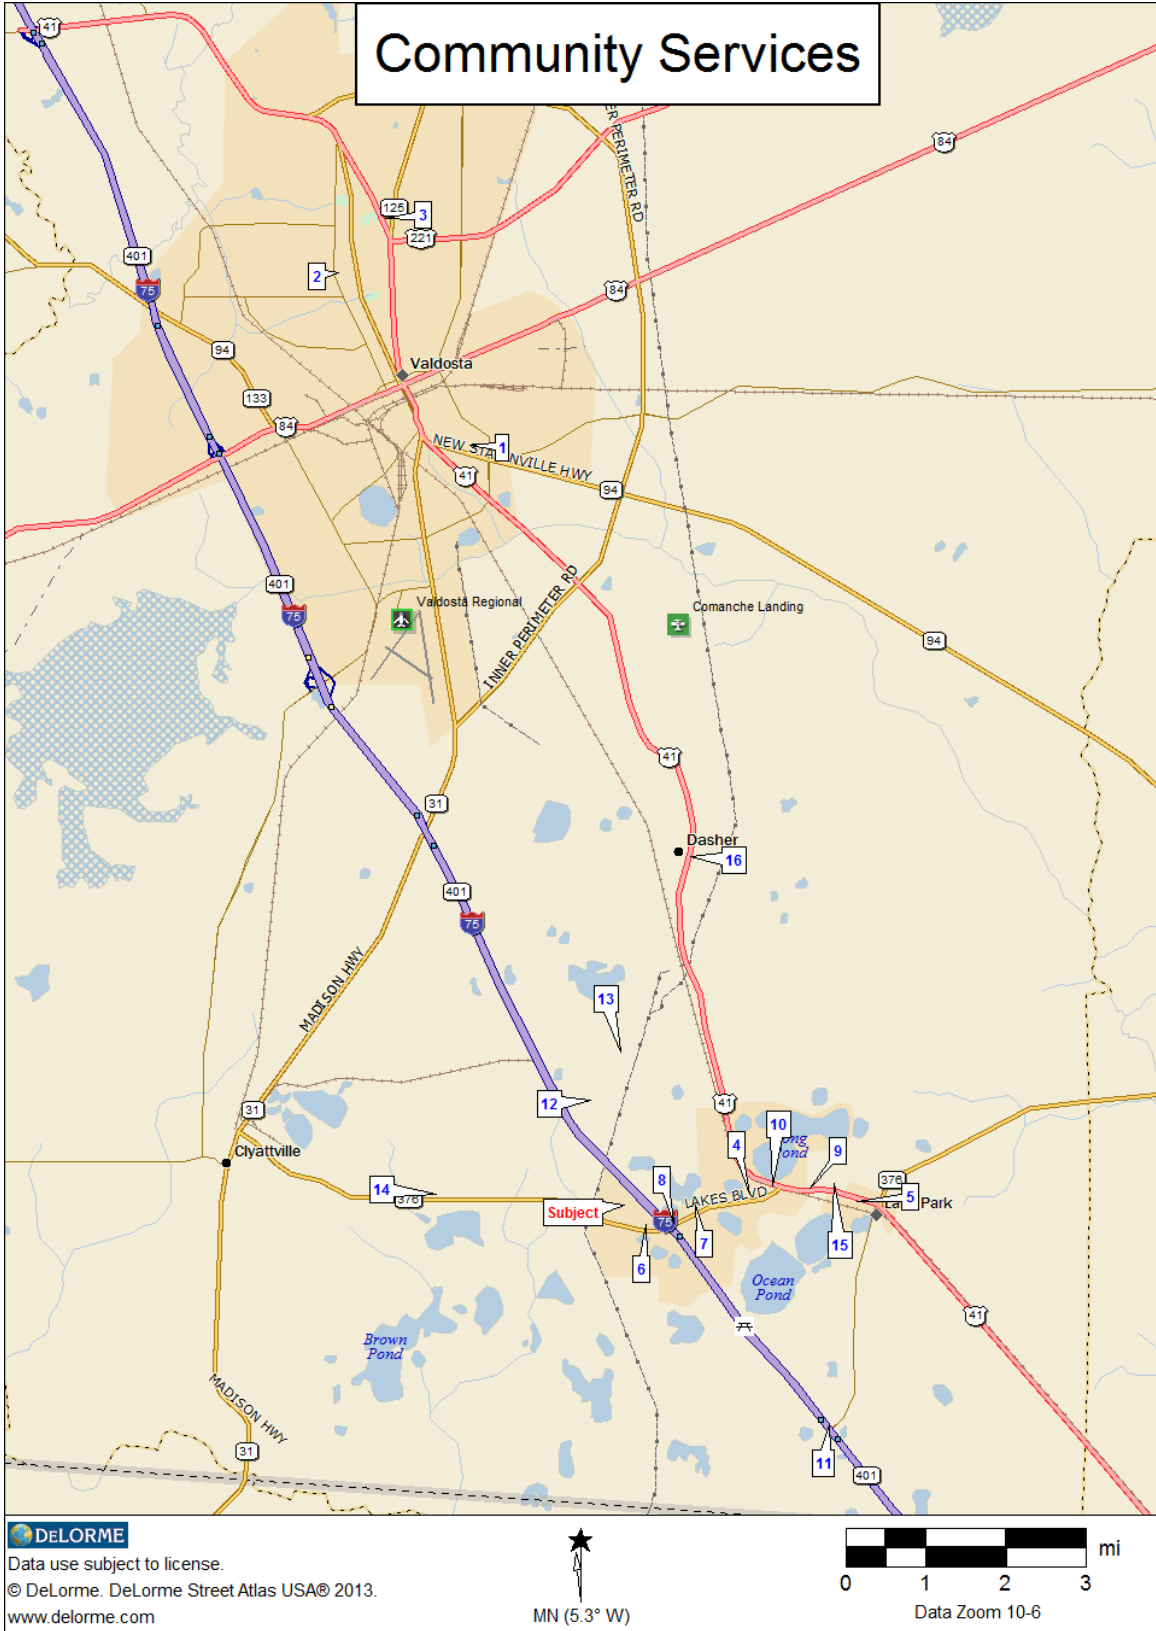 Community Services
41
ER PERIMETER RD
84
125
3
221
401
75
2
84
94
Valdosta
133
84
1
NEW STA NVILLE HWY
41
94
401
75
Valdosta Regional
Comanche Landing
INNER PERIMETER RD
94
41
31
Dasher
16
401
75
MADISON HWY
13
12
31
41
10
ong
Pond
Clyattville
4
9
376
14
376
8
LAKES BLVD
5
Park
Subject
75
7
15
6
Ocean
Pond
41
Brown
Pond
MADISON HWY
31
11
401
DELORME
Data use subject to license.
© DeLorme. DeLorme Street Atlas USA® 2013.
www.delorme.com
MN (5.3° W)
mi
0 1 2 3
Data Zoom 10-6